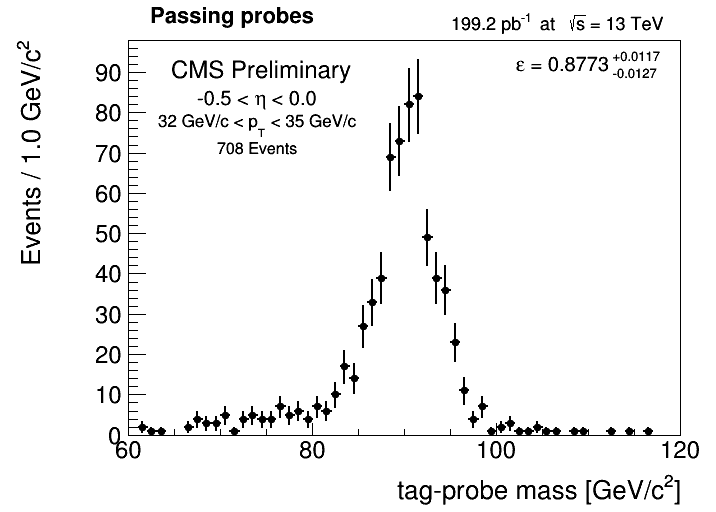 Passing probes
199.2 pb⁻¹ at √s = 13 TeV
CMS Preliminary
-0.5 < η < 0.0
32 GeV/c < p_T < 35 GeV/c
708 Events
ε = 0.8773 +0.0117 -0.0127
Events / 1.0 GeV/c²
90
80
70
60
50
40
30
20
10
0
60 80 100 120
tag-probe mass [GeV/c²]